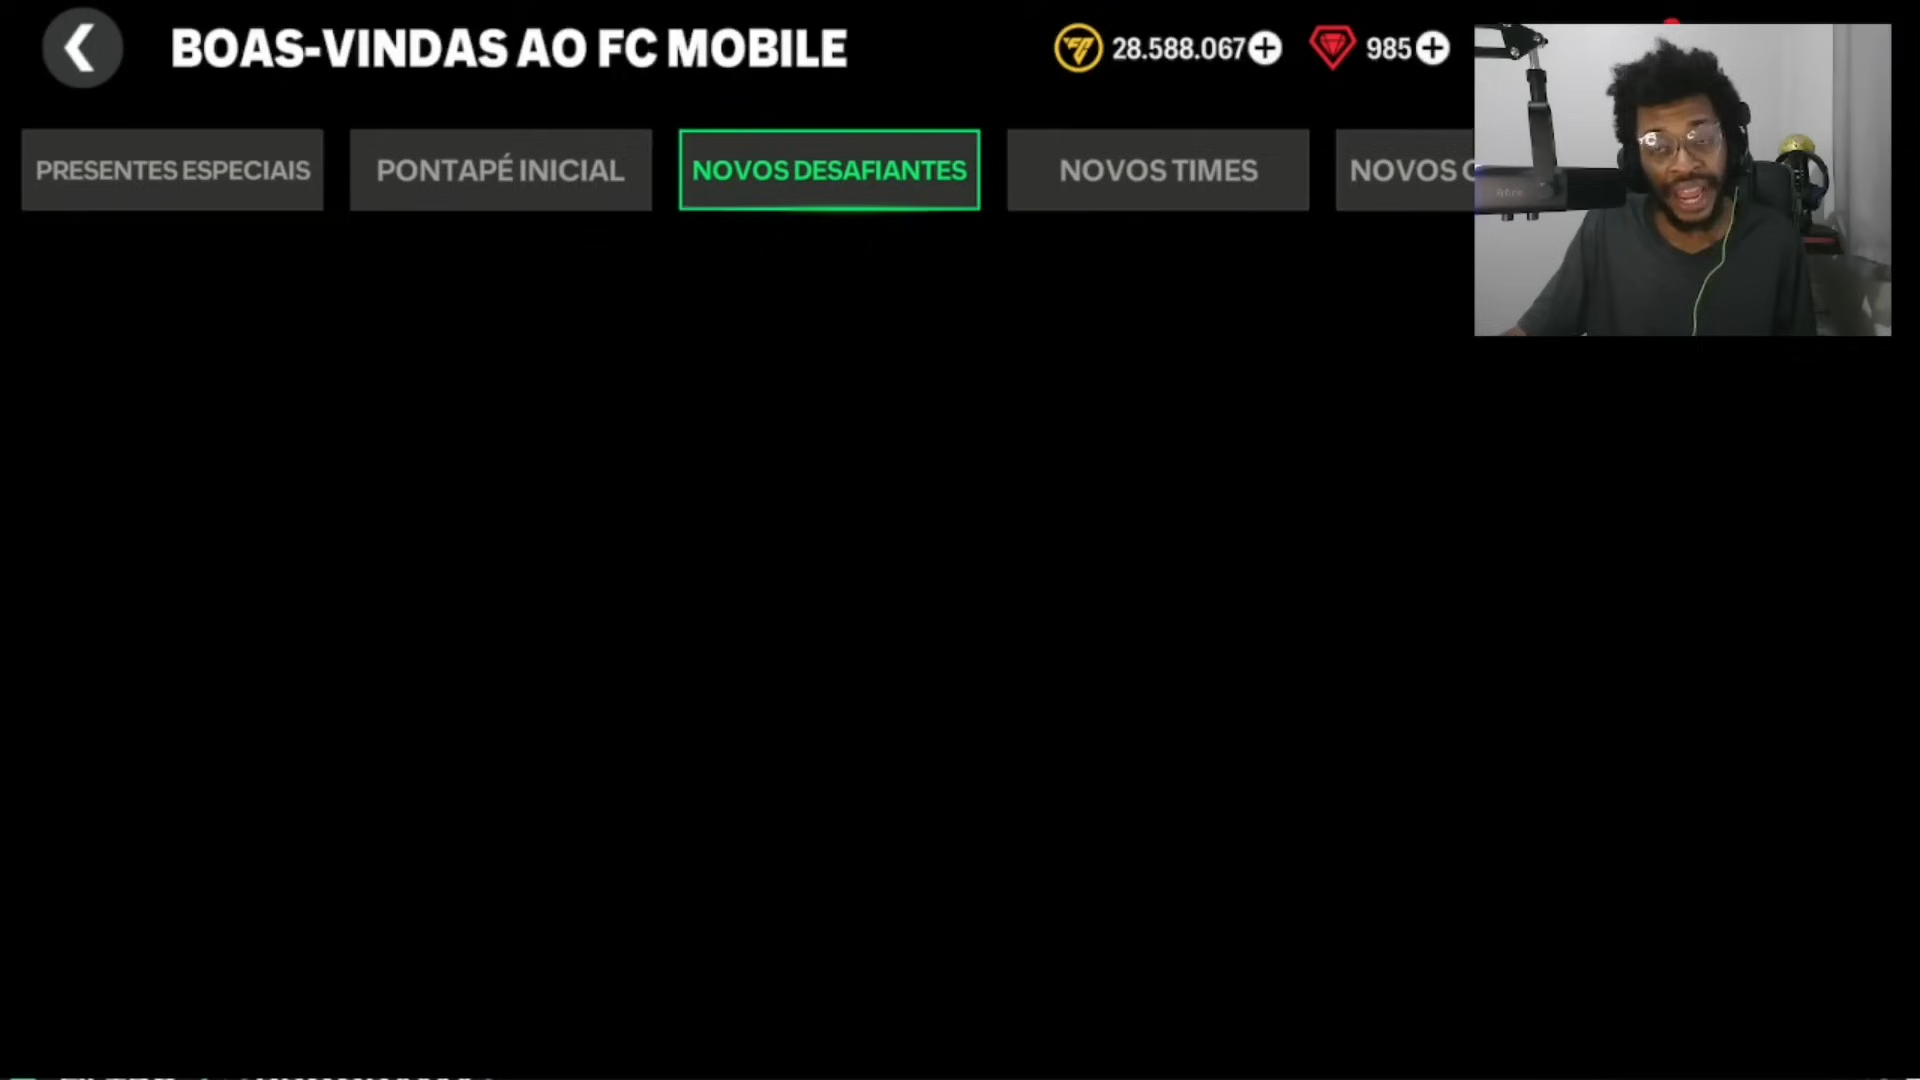 BOAS-VINDAS AO FC MOBILE
28.588.067
985
PRESENTES ESPECIAIS
PONTAPÉ INICIAL
NOVOS DESAFIANTES
NOVOS TIMES
NOVOS